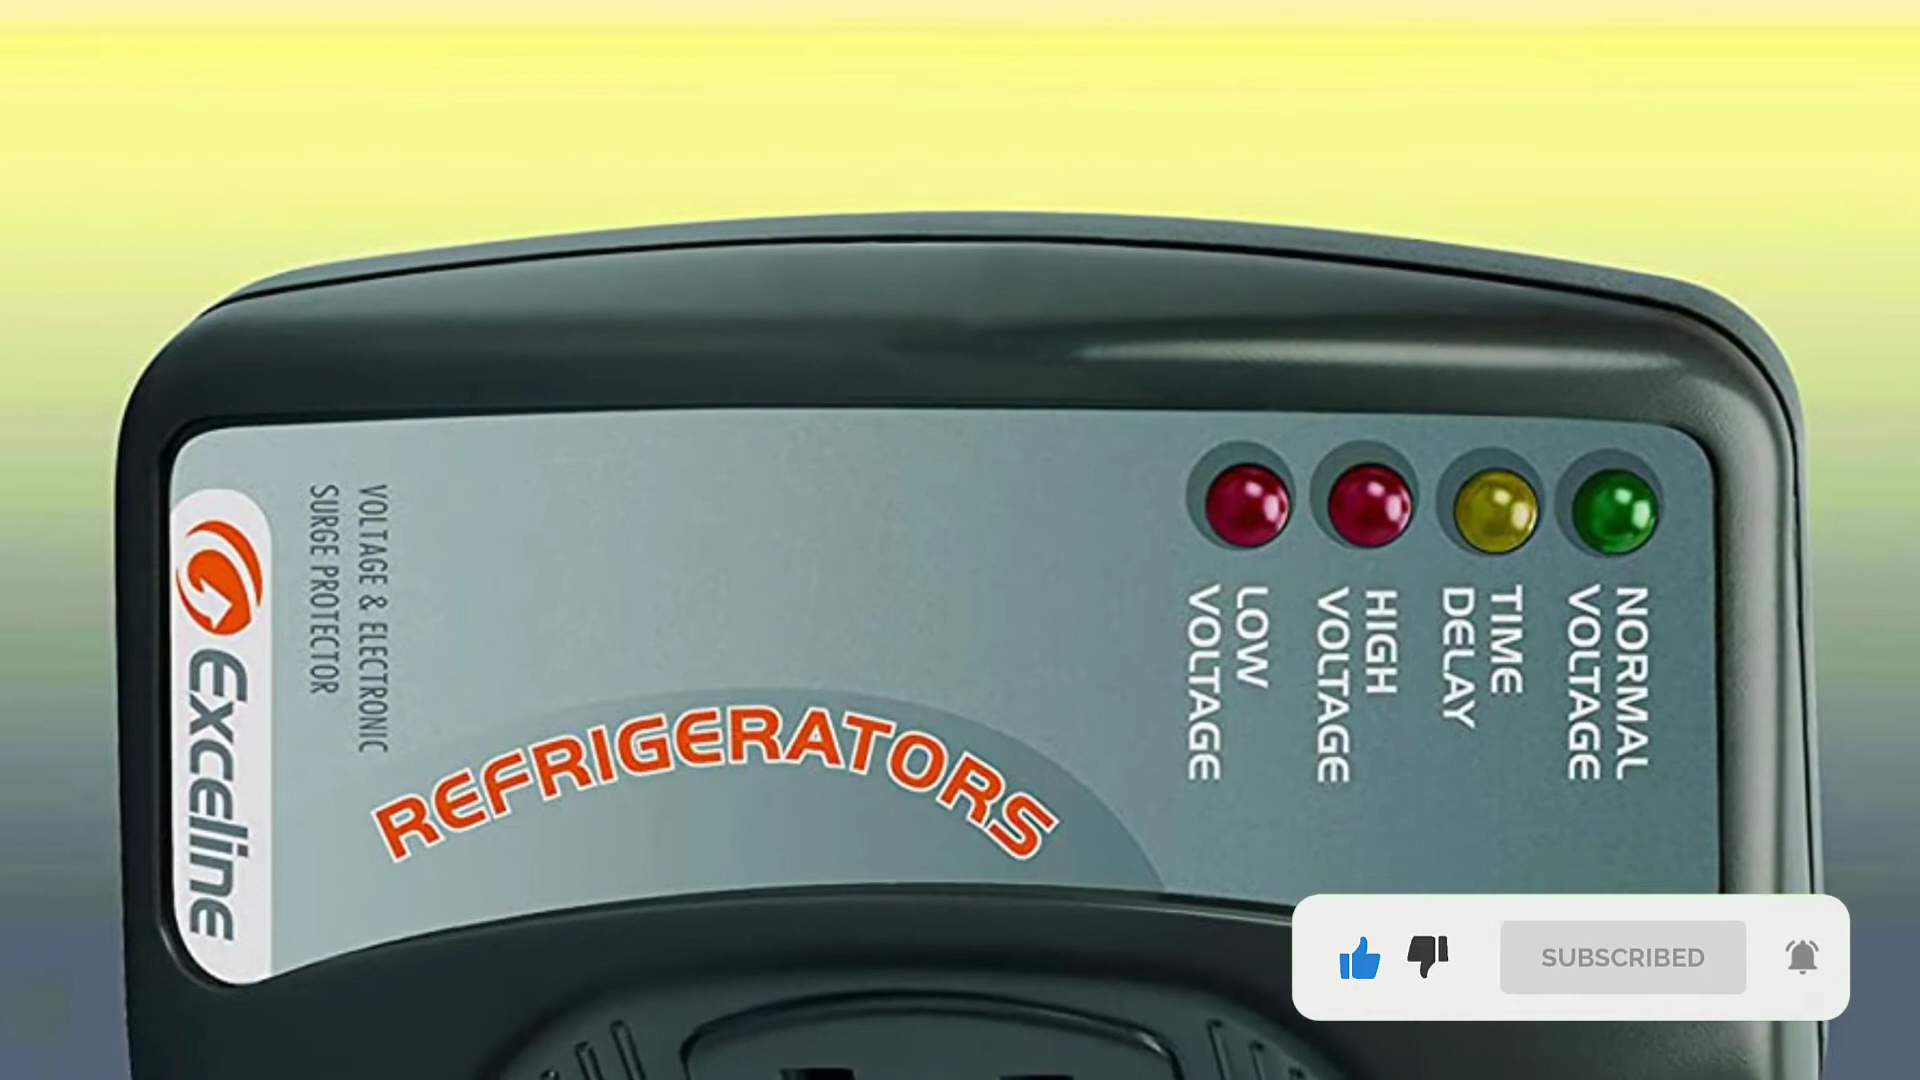 Exceline
VOLTAGE & ELECTRONIC
SURGE PROTECTOR
REFRIGERATORS
LOW
VOLTAGE
HIGH
VOLTAGE
TIME
DELAY
NORMAL
VOLTAGE
SUBSCRIBED